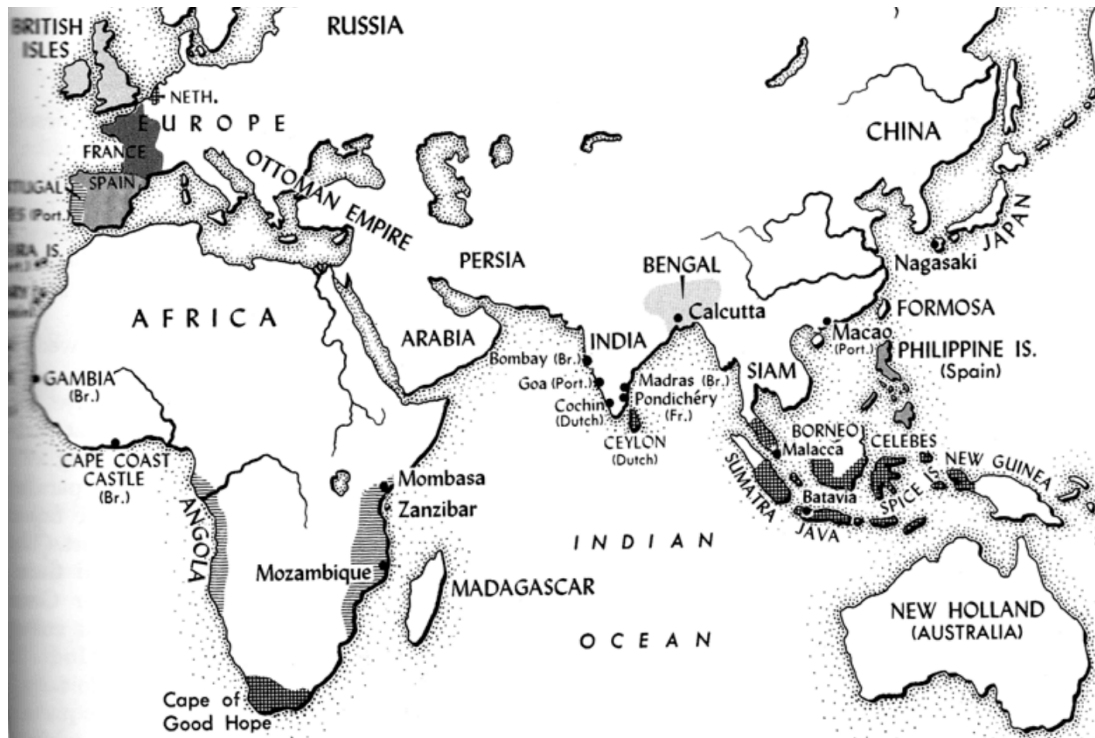 BRITISH
ISLES
RUSSIA
NETH.
EUROPE
FRANCE
SPAIN
OTTOMAN EMPIRE
CHINA
JAPAN
Nagasaki
PERSIA
BENGAL
Calcutta
AFRICA
ARABIA
INDIA
Bombay (Br.)
Goa (Port.)
Cochin
(Dutch)
Madras (Br.)
Pondichéry
(Fr.)
CEYLON
(Dutch)
SIAM
Macao
(Port.)
FORMOSA
PHILIPPINE IS.
(Spain)
GAMBIA
(Br.)
CAPE COAST
CASTLE
(Br.)
BORNEO
Malacca
CELEBES
NEW GUINEA
SUMATRA
Batavia
JAVA
SPICE IS.
ANGOLA
Mombasa
Zanzibar
Mozambique
MADAGASCAR
INDIAN
OCEAN
NEW HOLLAND
(AUSTRALIA)
Cape of
Good Hope